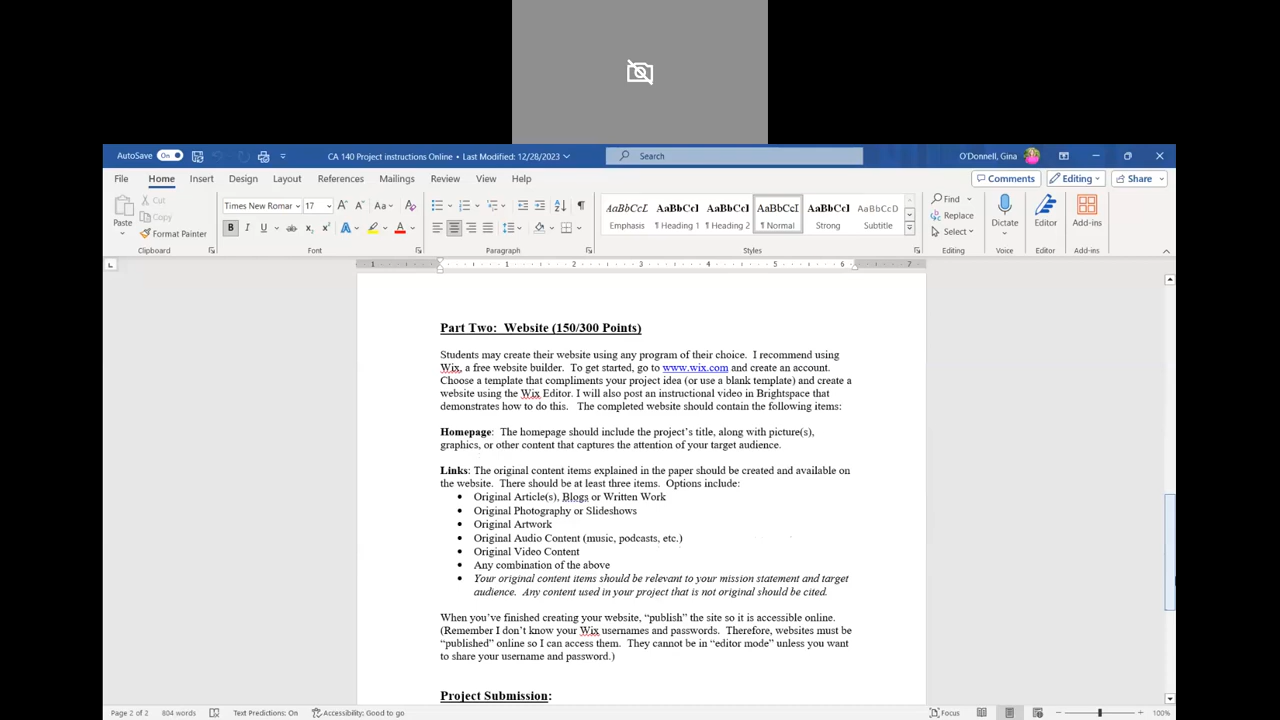 AutoSave On CA 140 Project instructions Online • Last Modified: 12/28/2023 Search O'Donnell, Gina
File Home Insert Design Layout References Mailings Review View Help Comments Editing Share
Paste Cut Copy Format Painter
Times New Roman 17 A A Aa A
B I U ab x₂ x² A A
AaBbCcL AaBbCcI AaBbCcI AaBbCcI AaBbCcI AaBbCcD
Emphasis ¶ Heading 1 ¶ Heading 2 ¶ Normal Strong Subtitle
Find Replace Select Dictate Editor Add-ins
Clipboard Font Paragraph Styles Editing Voice Editor Add-ins
1 1 2 3 4 5 6 7
Part Two: Website (150/300 Points)
Students may create their website using any program of their choice. I recommend using
Wix, a free website builder. To get started, go to www.wix.com and create an account.
Choose a template that compliments your project idea (or use a blank template) and create a
website using the Wix Editor. I will also post an instructional video in Brightspace that
demonstrates how to do this. The completed website should contain the following items:
Homepage: The homepage should include the project's title, along with picture(s),
graphics, or other content that captures the attention of your target audience.
Links: The original content items explained in the paper should be created and available on
the website. There should be at least three items. Options include:
• Original Article(s), Blogs or Written Work
• Original Photography or Slideshows
• Original Artwork
• Original Audio Content (music, podcasts, etc.)
• Original Video Content
• Any combination of the above
• Your original content items should be relevant to your mission statement and target
audience. Any content used in your project that is not original should be cited.
When you've finished creating your website, "publish" the site so it is accessible online.
(Remember I don't know your Wix usernames and passwords. Therefore, websites must be
"published" online so I can access them. They cannot be in "editor mode" unless you want
to share your username and password.)
Project Submission:
Page 2 of 2 804 words Text Predictions: On Accessibility: Good to go Focus 100%